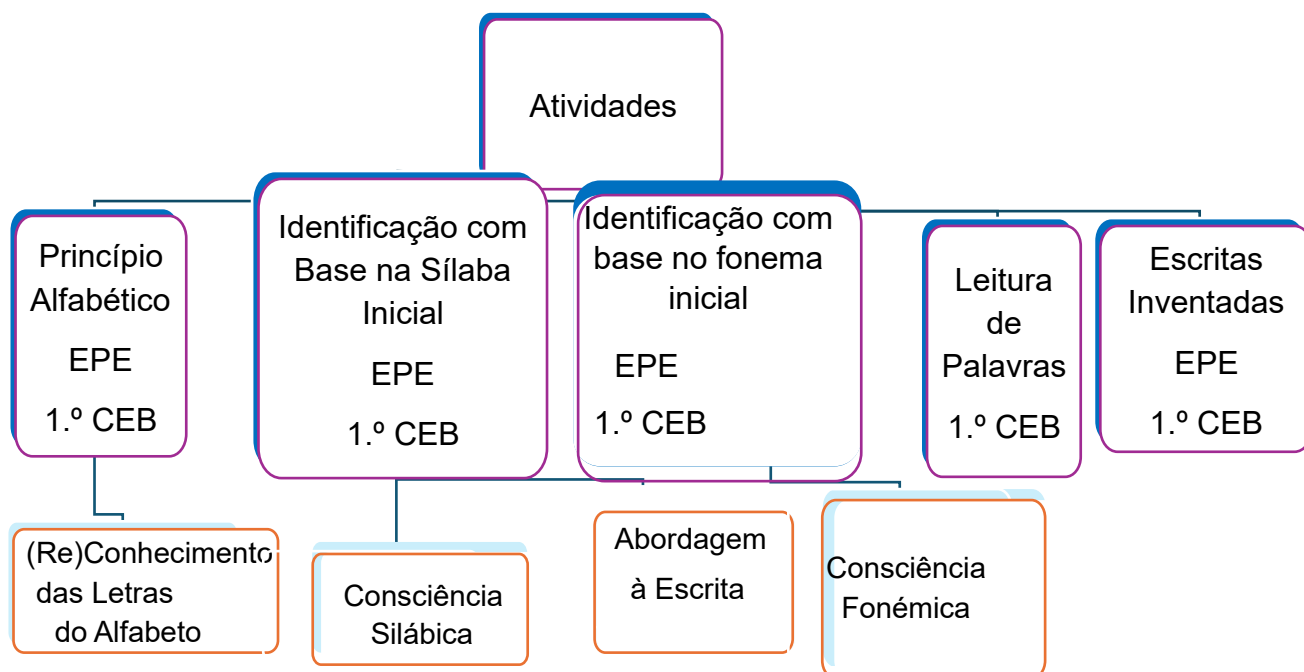 Atividades
Princípio
Alfabético
EPE
1.º CEB
Identificação com
Base na Sílaba
Inicial
EPE
1.º CEB
Identificação com
base no fonema
inicial
EPE
1.º CEB
Leitura
de
Palavras
1.º CEB
Escritas
Inventadas
EPE
1.º CEB
(Re)Conhecimento
das Letras
do Alfabeto
Consciência
Silábica
Abordagem
à Escrita
Consciência
Fonémica